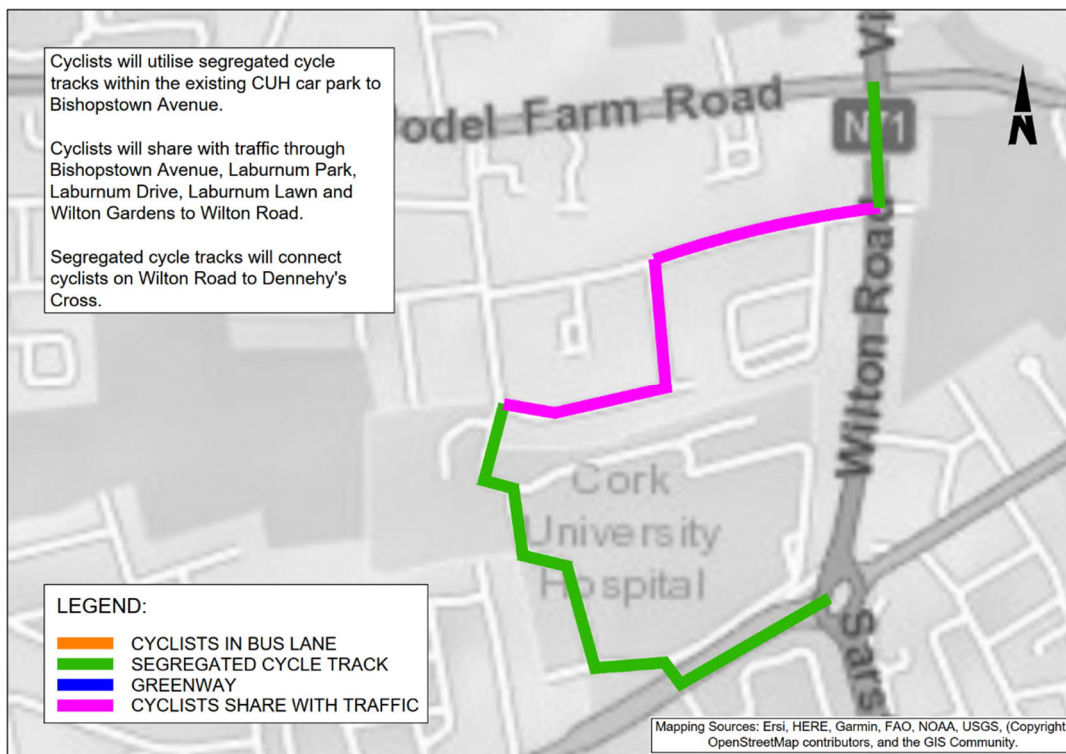 Cyclists will utilise segregated cycle
tracks within the existing CUH car park to
Bishopstown Avenue.
Cyclists will share with traffic through
Bishopstown Avenue, Laburnum Park,
Laburnum Drive, Laburnum Lawn and
Wilton Gardens to Wilton Road.
Segregated cycle tracks will connect
cyclists on Wilton Road to Dennehy's
Cross.
odel Farm Road
Vi
N71
N
Wilton Road
Cork
University
Hospital
Sars
LEGEND:
CYCLISTS IN BUS LANE
SEGREGATED CYCLE TRACK
GREENWAY
CYCLISTS SHARE WITH TRAFFIC
Mapping Sources: Ersi, HERE, Garmin, FAO, NOAA, USGS, (Copyright
OpenStreetMap contributors, and the GIS Community.